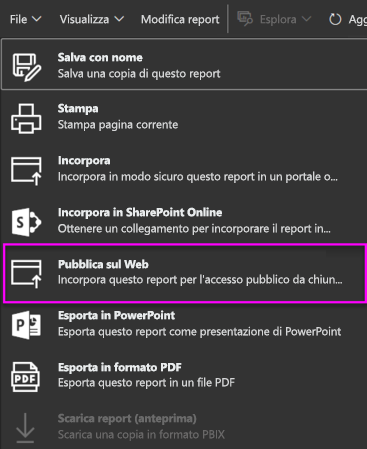 File Visualizza Modifica report Esplora Agg
Salva con nome
Salva una copia di questo report
Stampa
Stampa pagina corrente
Incorpora
Incorpora in modo sicuro questo report in un portale o...
Incorpora in SharePoint Online
Ottenere un collegamento per incorporare il report in...
Pubblica sul Web
Incorpora questo report per l'accesso pubblico da chiun...
Esporta in PowerPoint
Esporta questo report come presentazione di PowerPoint
Esporta in formato PDF
Esporta questo report in un file PDF
Scarica report (anteprima)
Scarica una copia in formato PBIX